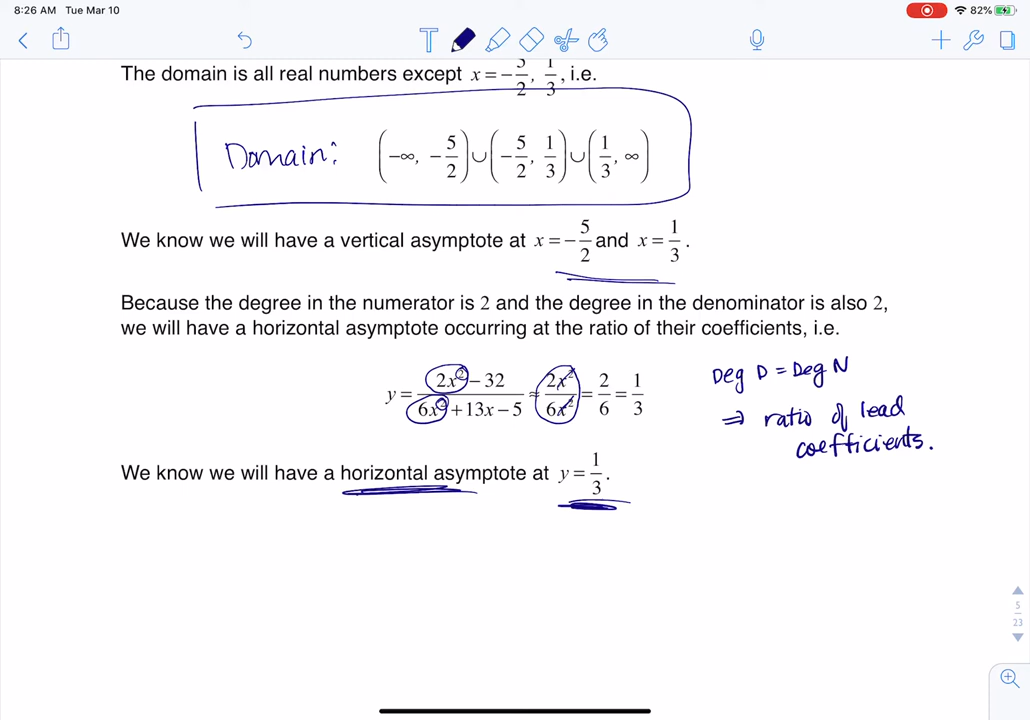 8:26 AM Tue Mar 10 82%
T
The domain is all real numbers except x = −5/2, 1/3, i.e.
Domain: (−∞, −5/2) ∪ (−5/2, 1/3) ∪ (1/3, ∞)
We know we will have a vertical asymptote at x = −5/2 and x = 1/3.
Because the degree in the numerator is 2 and the degree in the denominator is also 2,
we will have a horizontal asymptote occurring at the ratio of their coefficients, i.e.
y = (2x² − 32)/(6x² + 13x − 5) ≈ 2x²/6x² = 2/6 = 1/3
Deg D = Deg N
⇒ ratio of lead
coefficients.
We know we will have a horizontal asymptote at y = 1/3.
5
23